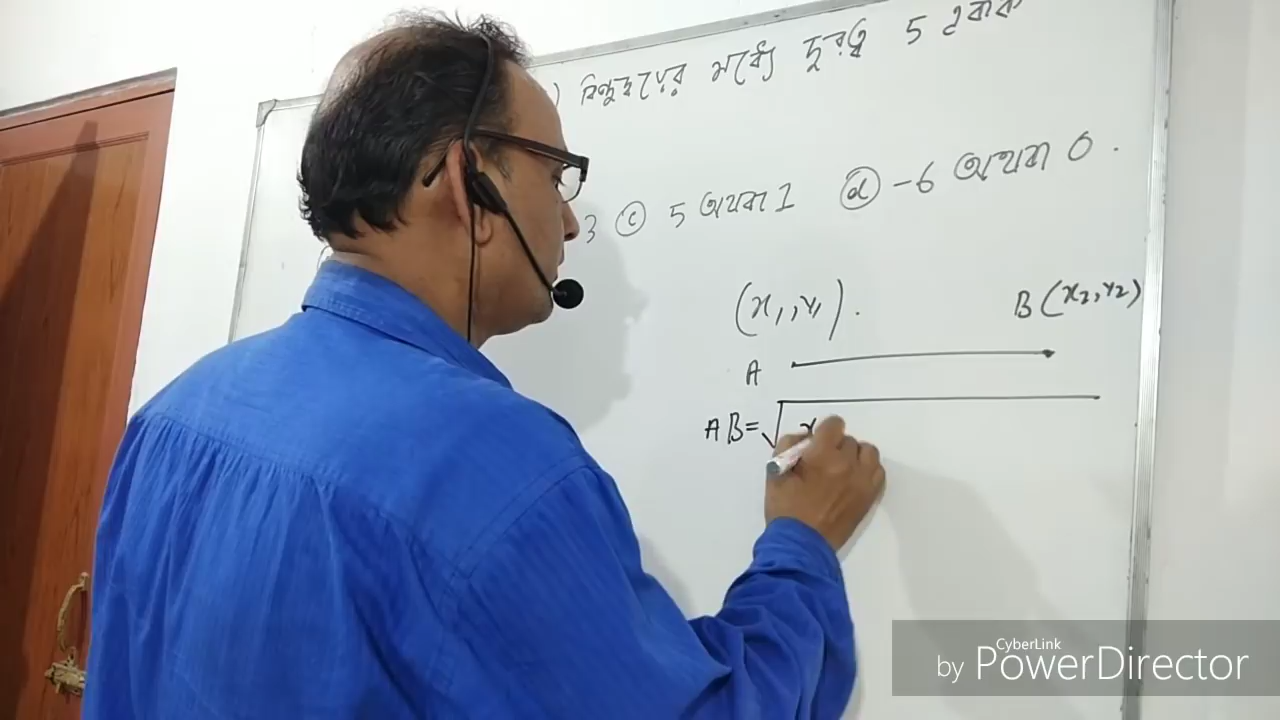 ) বিন্দুদ্বয়ের মধ্যে দূরত্ব 5 একক
3 (c) 5 অথবা 1 (d) -6 অথবা 0.
(x₁, y₁).
B (x₂, y₂)
A
AB = √ x
CyberLink
by PowerDirector